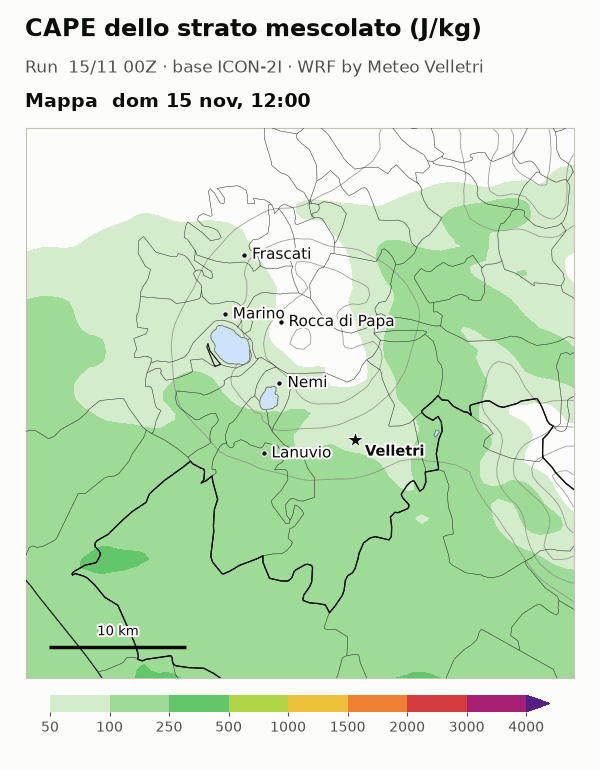 CAPE dello strato mescolato (J/kg)
Run  15/11 00Z · base ICON-2I · WRF by Meteo Velletri
Mappa  dom 15 nov, 12:00
Frascati
Marino
Rocca di Papa
Nemi
Velletri
Lanuvio
10 km
50 100 250 500 1000 1500 2000 3000 4000